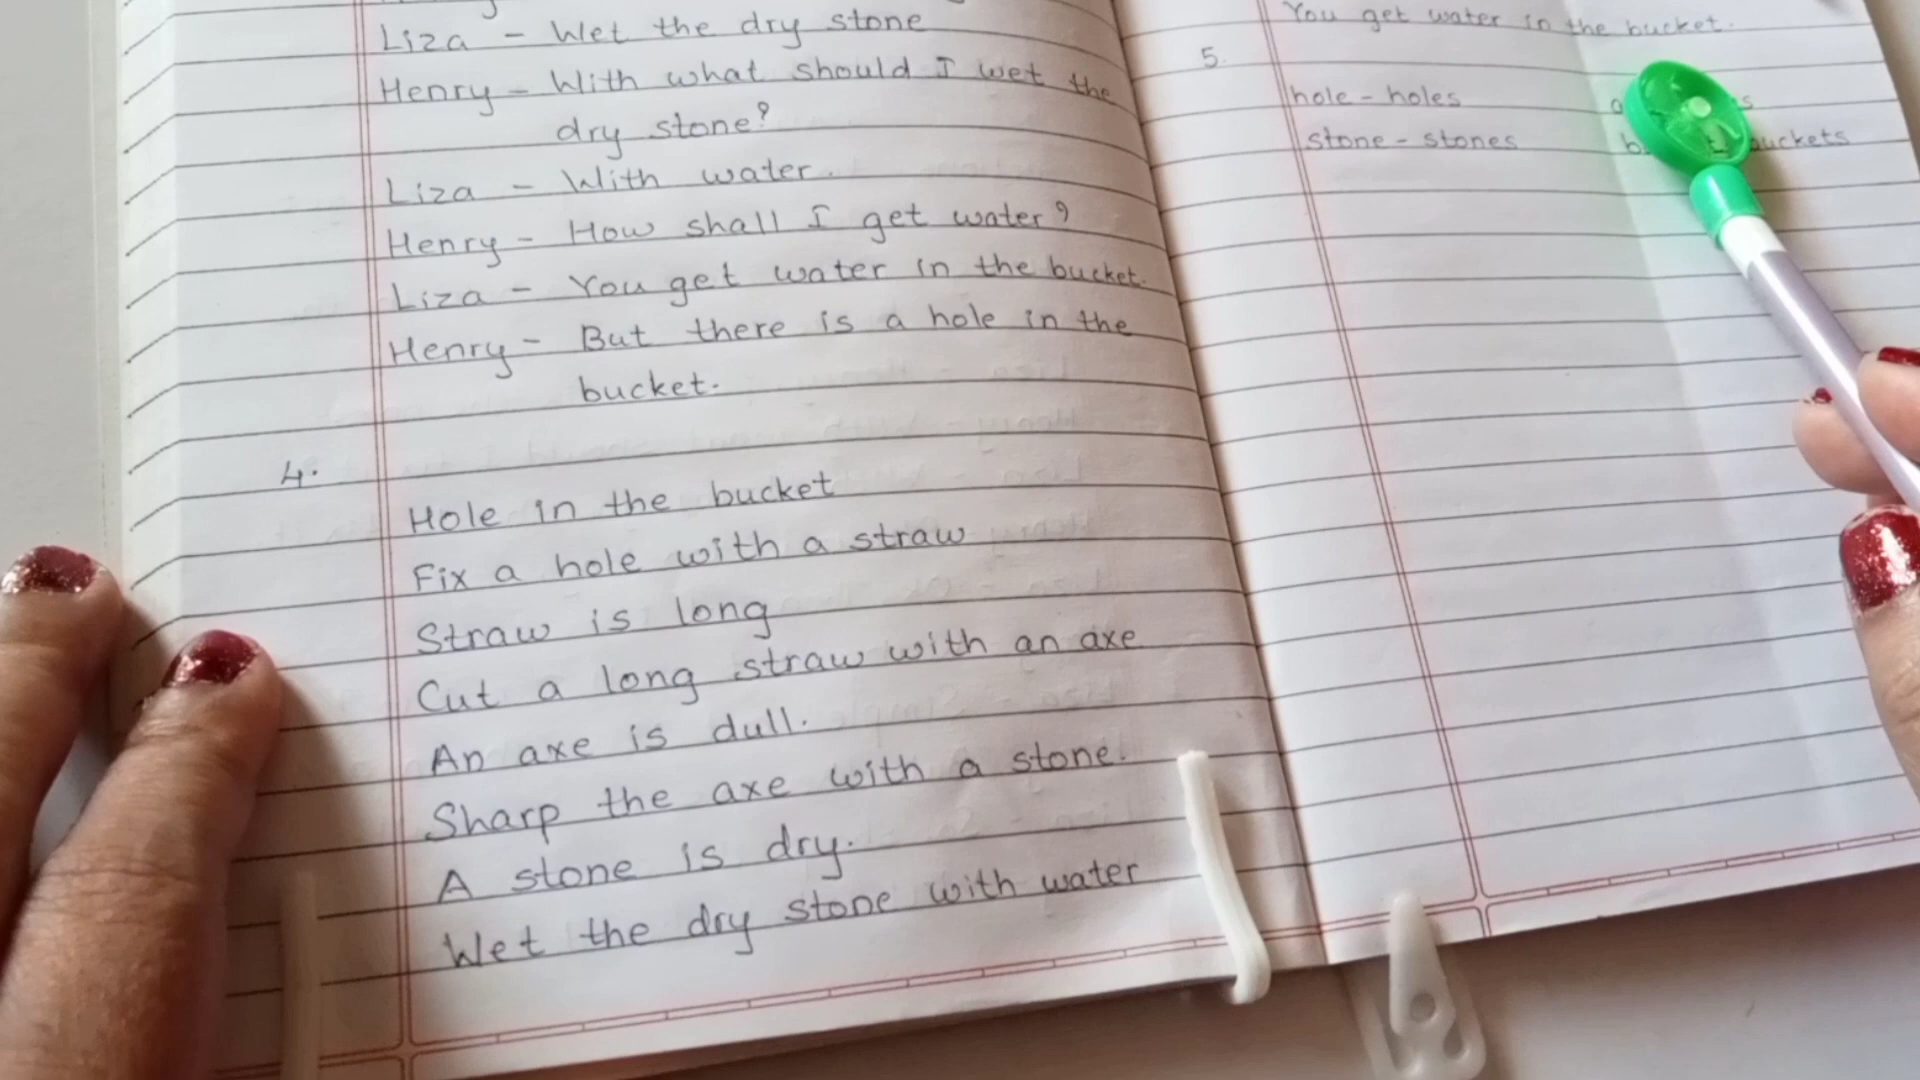 Liza - Wet the dry stone
Henry - With what should I wet the
dry stone?
Liza - With water.
Henry - How shall I get water?
Liza - You get water in the bucket.
Henry - But there is a hole in the
bucket.
4.
Hole in the bucket
Fix a hole with a straw
Straw is long
Cut a long straw with an axe
An axe is dull.
Sharp the axe with a stone.
A stone is dry.
Wet the dry stone with water
You get water in the bucket.
5.
hole - holes
stone - stones buckets